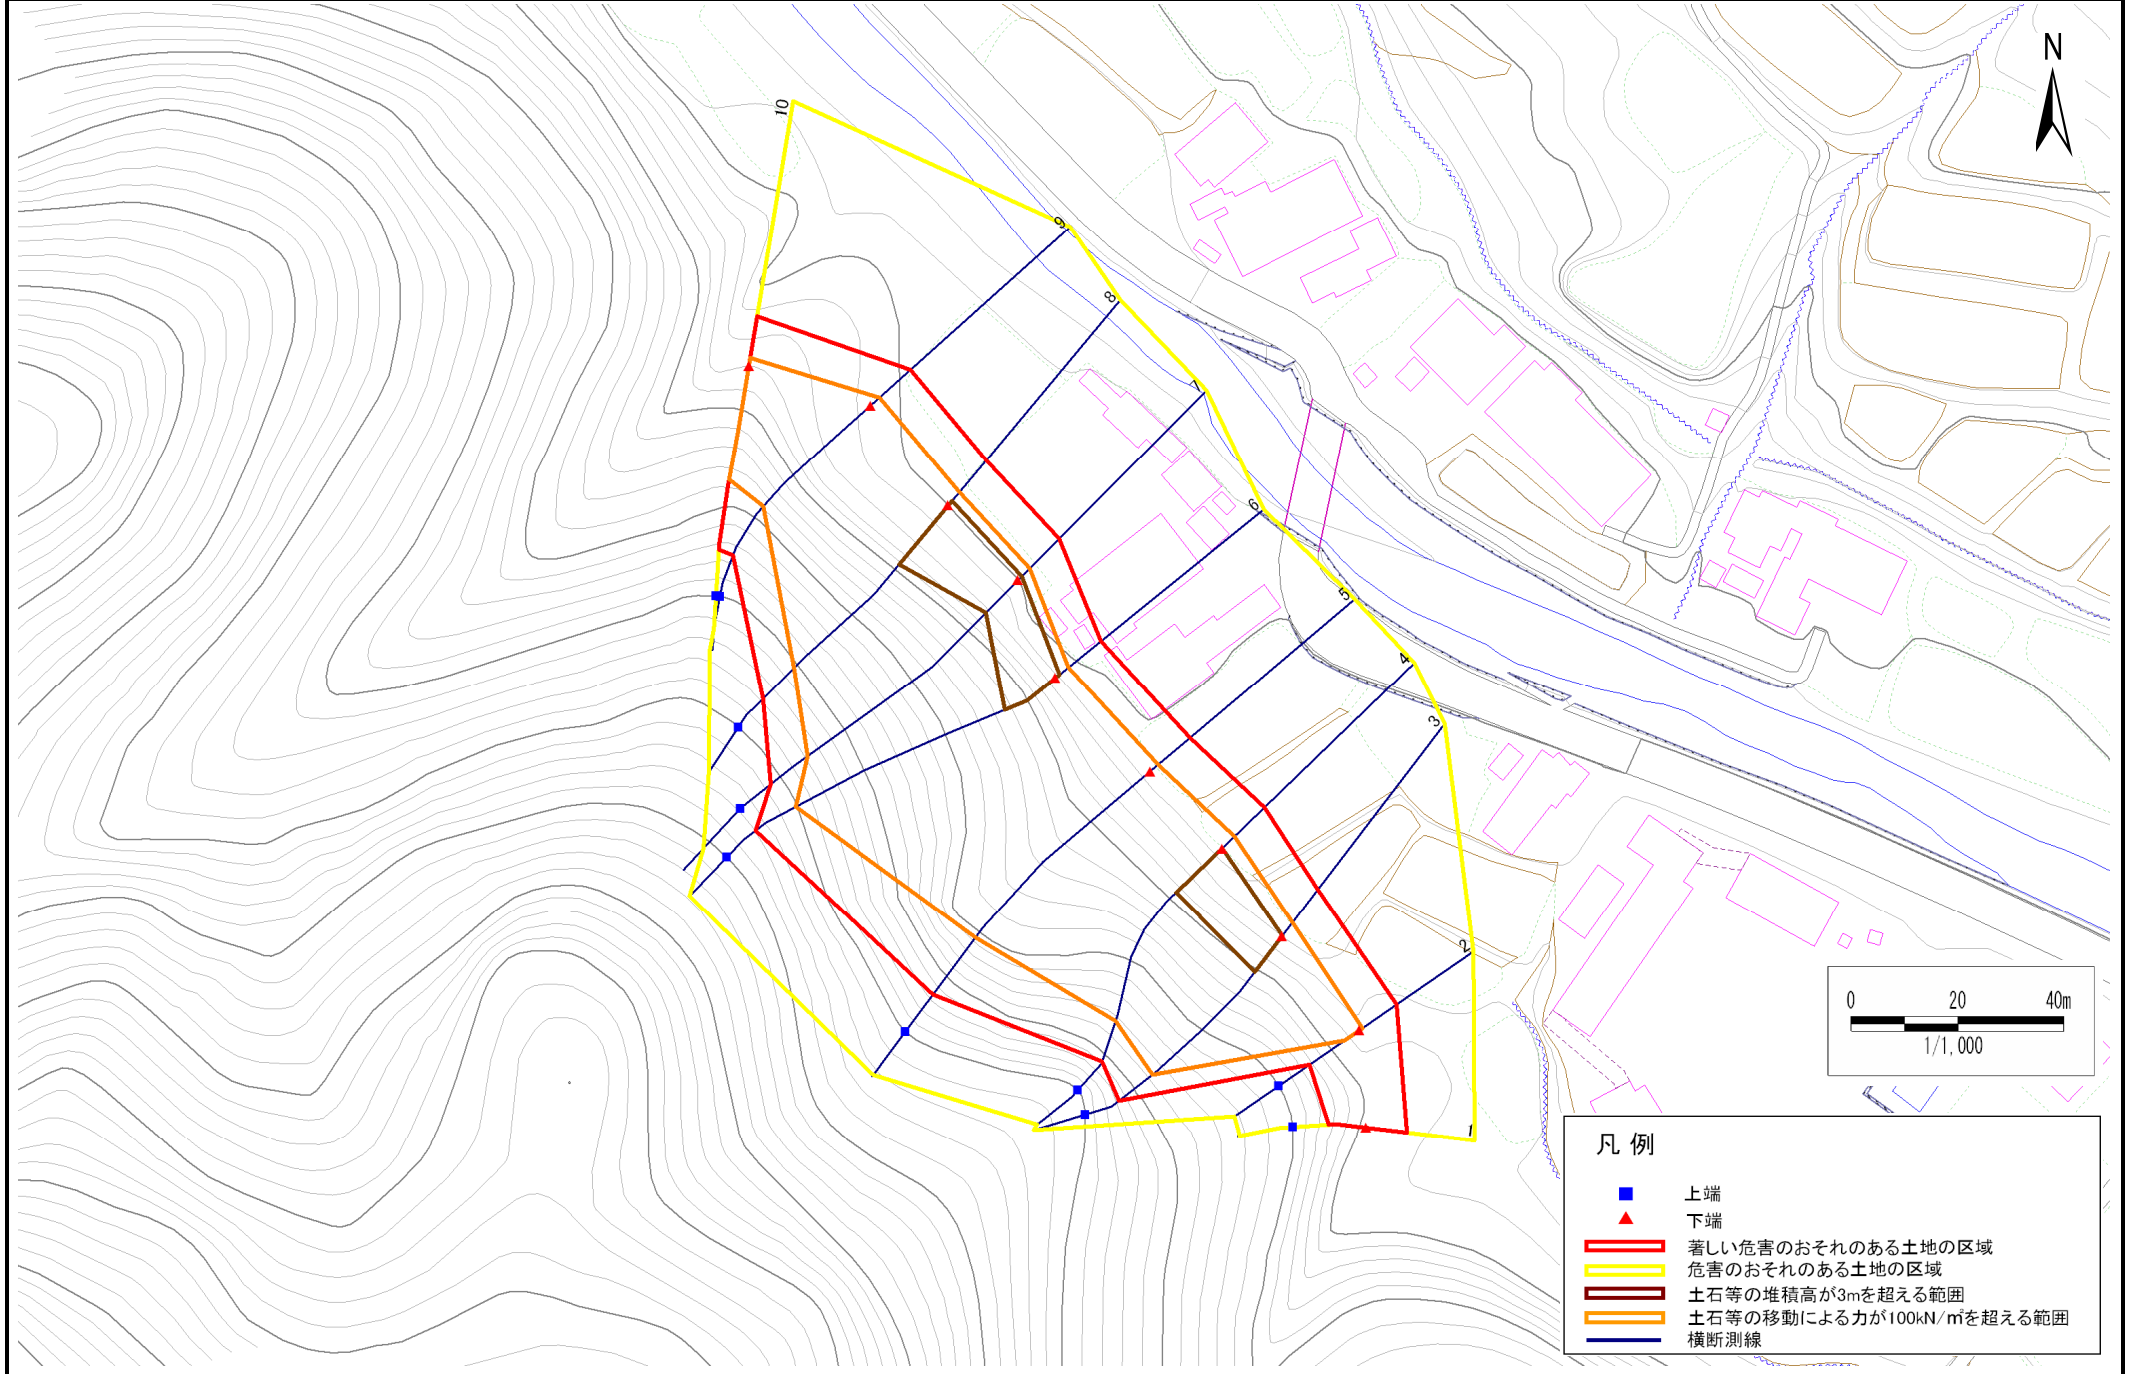 N
10
9
8
7
6
5
4
3
2
1
0 20 40m
1/1,000
凡 例
上端
下端
著しい危害のおそれのある土地の区域
危害のおそれのある土地の区域
土石等の堆積高が3mを超える範囲
土石等の移動による力が100kN/㎡を超える範囲
横断測線